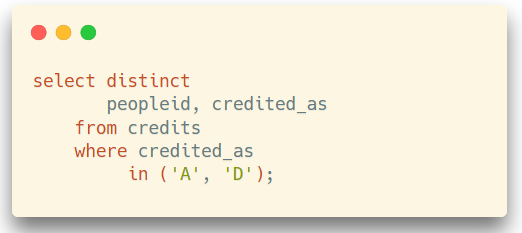 select distinct
       peopleid, credited_as
    from credits
    where credited_as
         in ('A', 'D');